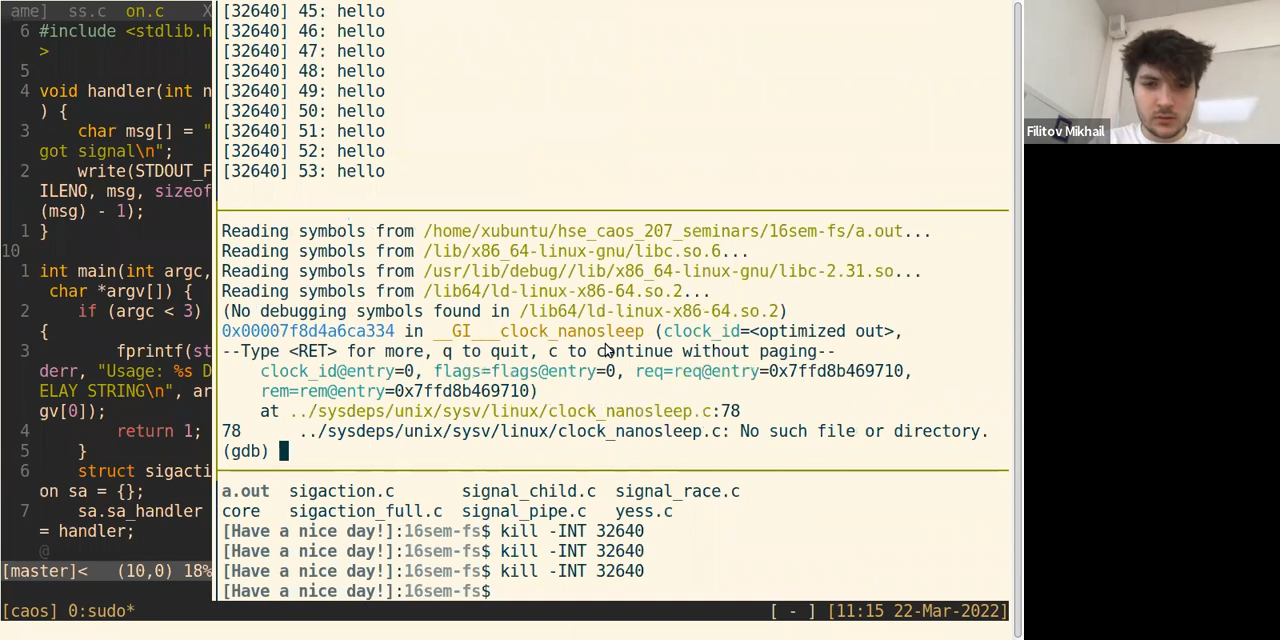 ame]  ss.c  on.c      X
6 #include <stdlib.h
>
5
4 void handler(int n
) {
3     char msg[] = "
got signal\n";
2     write(STDOUT_F
ILENO, msg, sizeof
(msg) - 1);
1 }
10
1 int main(int argc,
 char *argv[]) {
2     if (argc < 3)
{
3         fprintf(st
derr, "Usage: %s D
ELAY STRING\n", ar
gv[0]);
4         return 1;
5     }
6     struct sigacti
on sa = {};
7     sa.sa_handler
= handler;
@
[master]<   (10,0) 18%
[32640] 45: hello
[32640] 46: hello
[32640] 47: hello
[32640] 48: hello
[32640] 49: hello
[32640] 50: hello
[32640] 51: hello
[32640] 52: hello
[32640] 53: hello
Reading symbols from /home/xubuntu/hse_caos_207_seminars/16sem-fs/a.out...
Reading symbols from /lib/x86_64-linux-gnu/libc.so.6...
Reading symbols from /usr/lib/debug//lib/x86_64-linux-gnu/libc-2.31.so...
Reading symbols from /lib64/ld-linux-x86-64.so.2...
(No debugging symbols found in /lib64/ld-linux-x86-64.so.2)
0x00007f8d4a6ca334 in __GI___clock_nanosleep (clock_id=<optimized out>,
--Type <RET> for more, q to quit, c to continue without paging--
    clock_id@entry=0, flags=flags@entry=0, req=req@entry=0x7ffd8b469710,
    rem=rem@entry=0x7ffd8b469710)
    at ../sysdeps/unix/sysv/linux/clock_nanosleep.c:78
78      ../sysdeps/unix/sysv/linux/clock_nanosleep.c: No such file or directory.
(gdb)
a.out  sigaction.c       signal_child.c  signal_race.c
core   sigaction_full.c  signal_pipe.c  yess.c
[Have a nice day!]:16sem-fs$ kill -INT 32640
[Have a nice day!]:16sem-fs$ kill -INT 32640
[Have a nice day!]:16sem-fs$ kill -INT 32640
[Have a nice day!]:16sem-fs$
[caos] 0:sudo*                    [ - ] [11:15 22-Mar-2022]
Filitov Mikhail